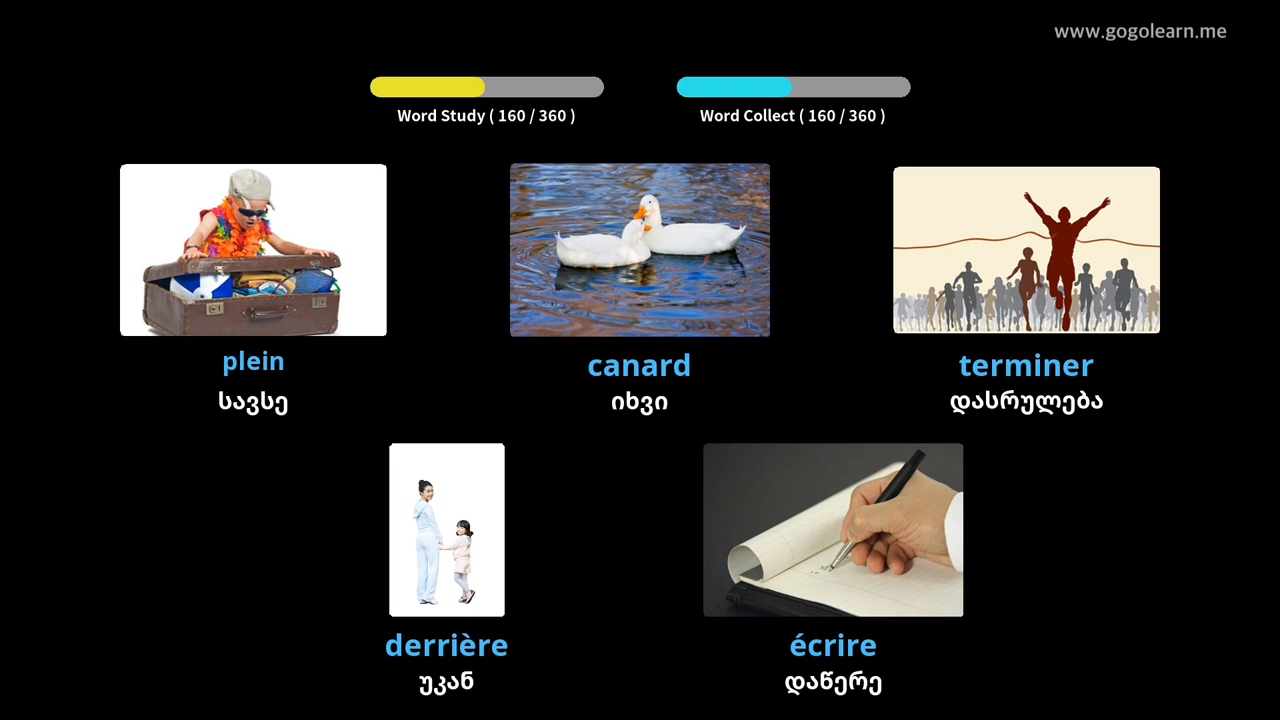 www.gogolearn.me
Word Study ( 160 / 360 )
Word Collect ( 160 / 360 )
plein
სავსე
canard
იხვი
terminer
დასრულება
derrière
უკან
écrire
დაწერე